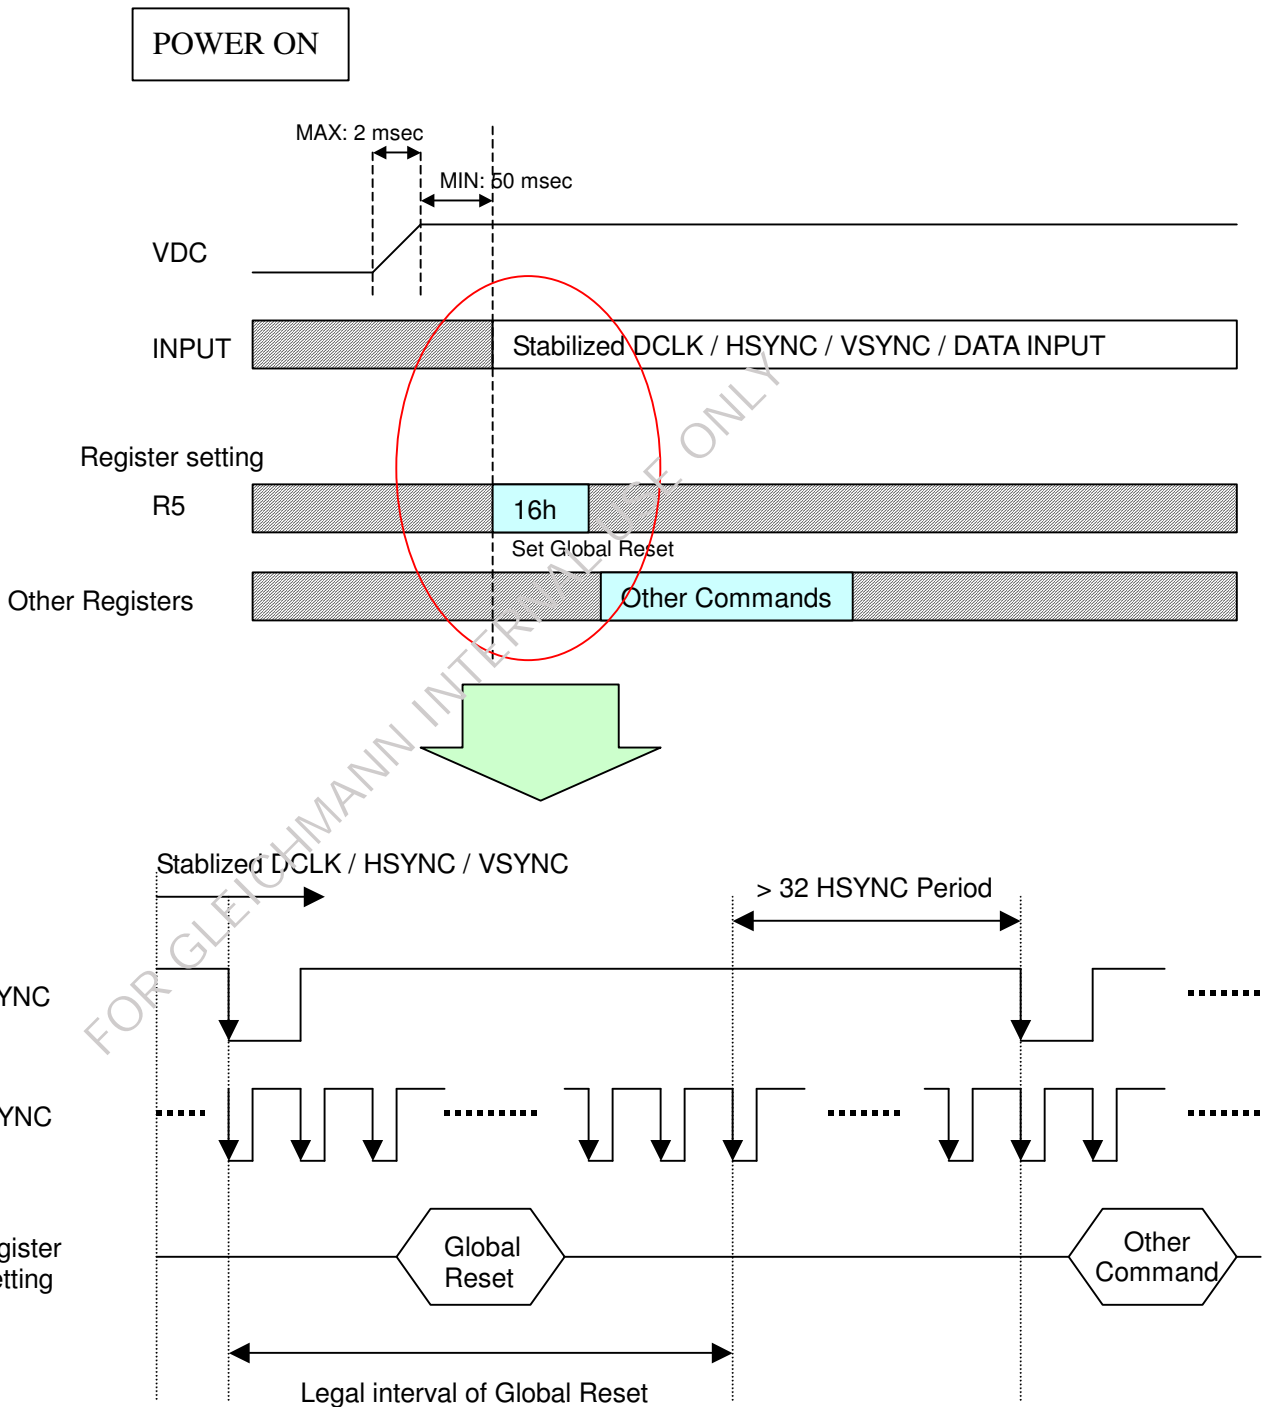 POWER ON
MAX: 2 msec
MIN: 50 msec
VDC
INPUT
Stabilized DCLK / HSYNC / VSYNC / DATA INPUT
Register setting
R5
16h
Set Global Reset
Other Registers
Other Commands
FOR GLEICHMANN INTERNAL USE ONLY
Stablized DCLK / HSYNC / VSYNC
> 32 HSYNC Period
YNC
YNC
gister
etting
Global
Reset
Other
Command
Legal interval of Global Reset